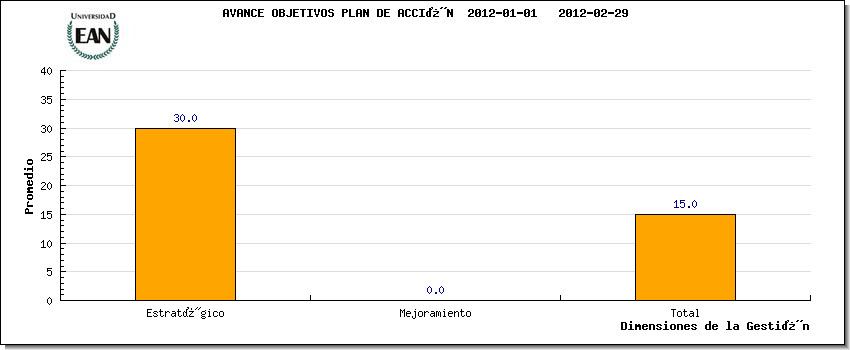 AVANCE OBJETIVOS PLAN DE ACCIďż˝N 2012-01-01 2012-02-29
UNIVERSIDAD
EAN
40
35
30
25
20
15
10
5
0
Promedio
30.0
0.0
15.0
Estratďż˝gico
Mejoramiento
Total
Dimensiones de la Gestiďż˝n